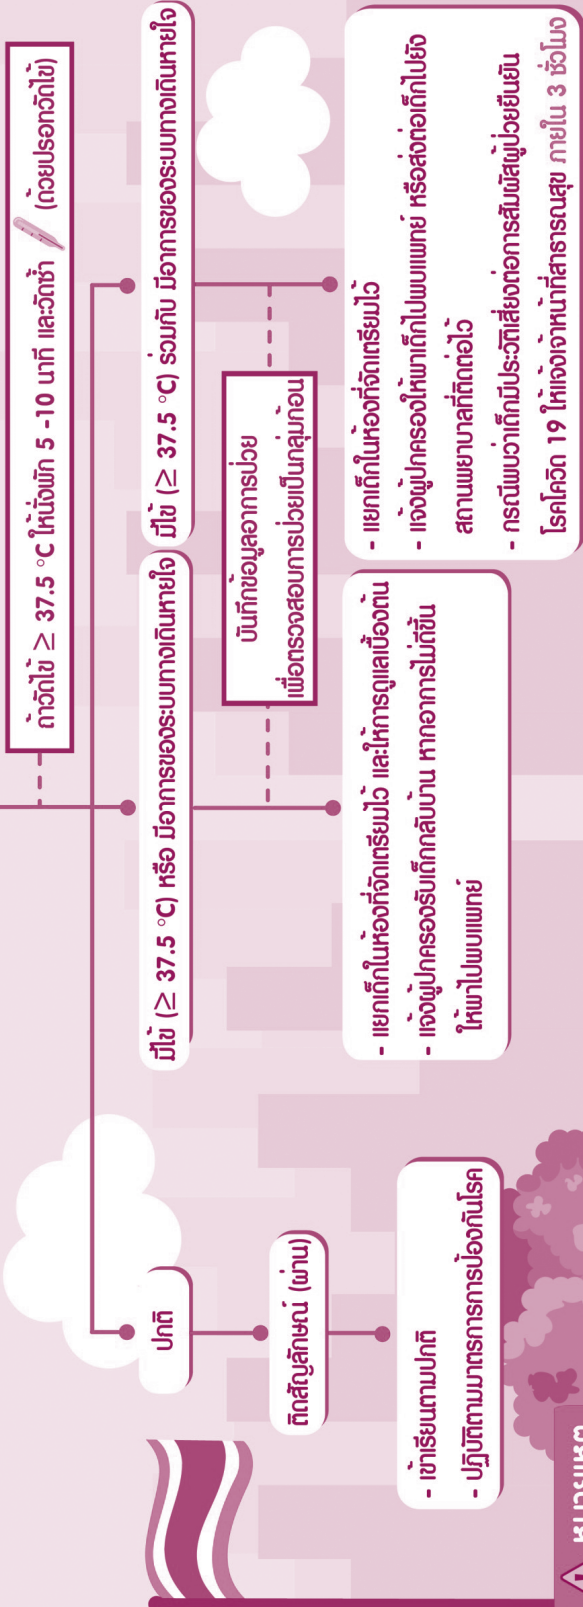 ถ้าวัดไข้ ≥ 37.5 °C ให้นั่งพัก 5 -10 นาที และวัดซ้ำ (ด้วยปรอทวัดไข้)
ปกติ
มีไข้ (≥ 37.5 °C) หรือ มีอาการของระบบทางเดินหายใจ
มีไข้ (≥ 37.5 °C) ร่วมกับ มีอาการของระบบทางเดินหายใจ
ติดสัญลักษณ์ (ผ่าน)
บันทึกข้อมูลอาการป่วย
เพื่อตรวจสอบการป่วยเป็นกลุ่มก้อน
- เข้าเรียนตามปกติ
- ปฏิบัติตามมาตรการการป้องกันโรค
- แยกเด็กในห้องที่จัดเตรียมไว้ และให้การดูแลเบื้องต้น
- แจ้งผู้ปกครองรับเด็กกลับบ้าน หากอาการไม่ดีขึ้น
ให้พาไปพบแพทย์
- แยกเด็กในห้องที่จัดเตรียมไว้
- แจ้งผู้ปกครองให้พาเด็กไปพบแพทย์ หรือส่งต่อเด็กไปยัง
สถานพยาบาลที่ติดต่อไว้
- กรณีพบว่าเด็กมีประวัติเสี่ยงต่อการสัมผัสผู้ป่วยยืนยัน
โรคโควิด 19 ให้แจ้งเจ้าหน้าที่สาธารณสุข ภายใน 3 ชั่วโมง